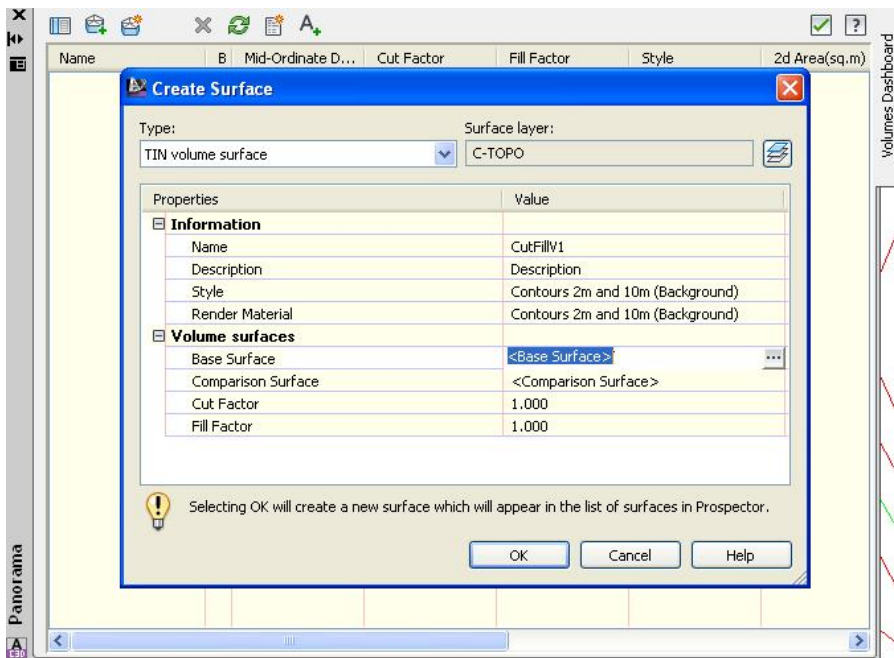 Name B Mid-Ordinate D... Cut Factor Fill Factor Style 2d Area(sq.m)
Create Surface
Type: Surface layer:
TIN volume surface C-TOPO
Properties Value
Information
Name CutFillV1
Description Description
Style Contours 2m and 10m (Background)
Render Material Contours 2m and 10m (Background)
Volume surfaces
Base Surface <Base Surface>
Comparison Surface <Comparison Surface>
Cut Factor 1.000
Fill Factor 1.000
Selecting OK will create a new surface which will appear in the list of surfaces in Prospector.
OK Cancel Help
Volumes Dashboard
Panorama